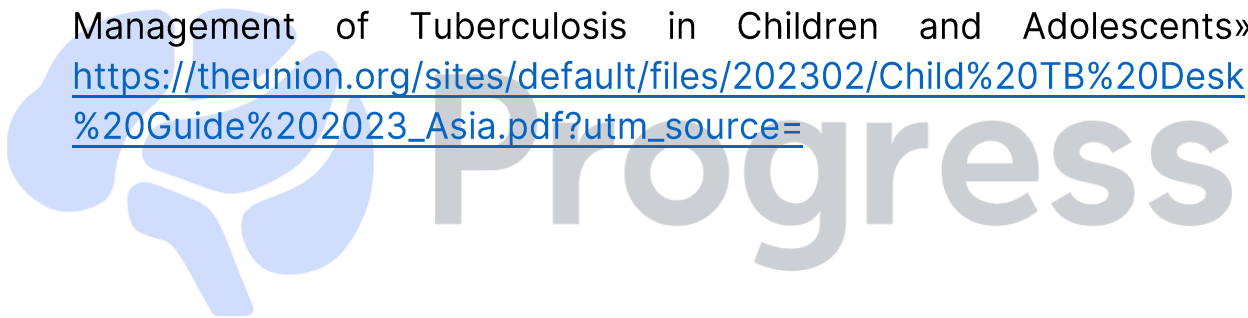 Management of Tuberculosis in Children and Adolescents»
https://theunion.org/sites/default/files/202302/Child%20TB%20Desk
%20Guide%202023_Asia.pdf?utm_source=
Progress